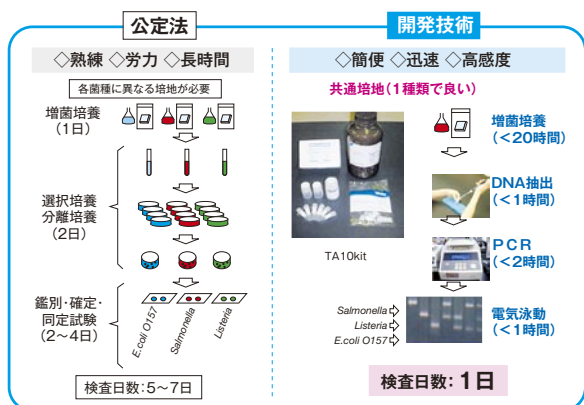 公定法
◇熟練 ◇労力 ◇長時間
各菌種に異なる培地が必要
増菌培養
(1日)
選択培養
分離培養
(2日)
鑑別・確定・
同定試験
(2～4日)
E.coli O157
Salmonella
Listeria
検査日数:5～7日
開発技術
◇簡便 ◇迅速 ◇高感度
共通培地(1種類で良い)
TA10kit
増菌培養
(<20時間)
DNA抽出
(<1時間)
PCR
(<2時間)
電気泳動
(<1時間)
Salmonella
Listeria
E.coli O157
検査日数:1日